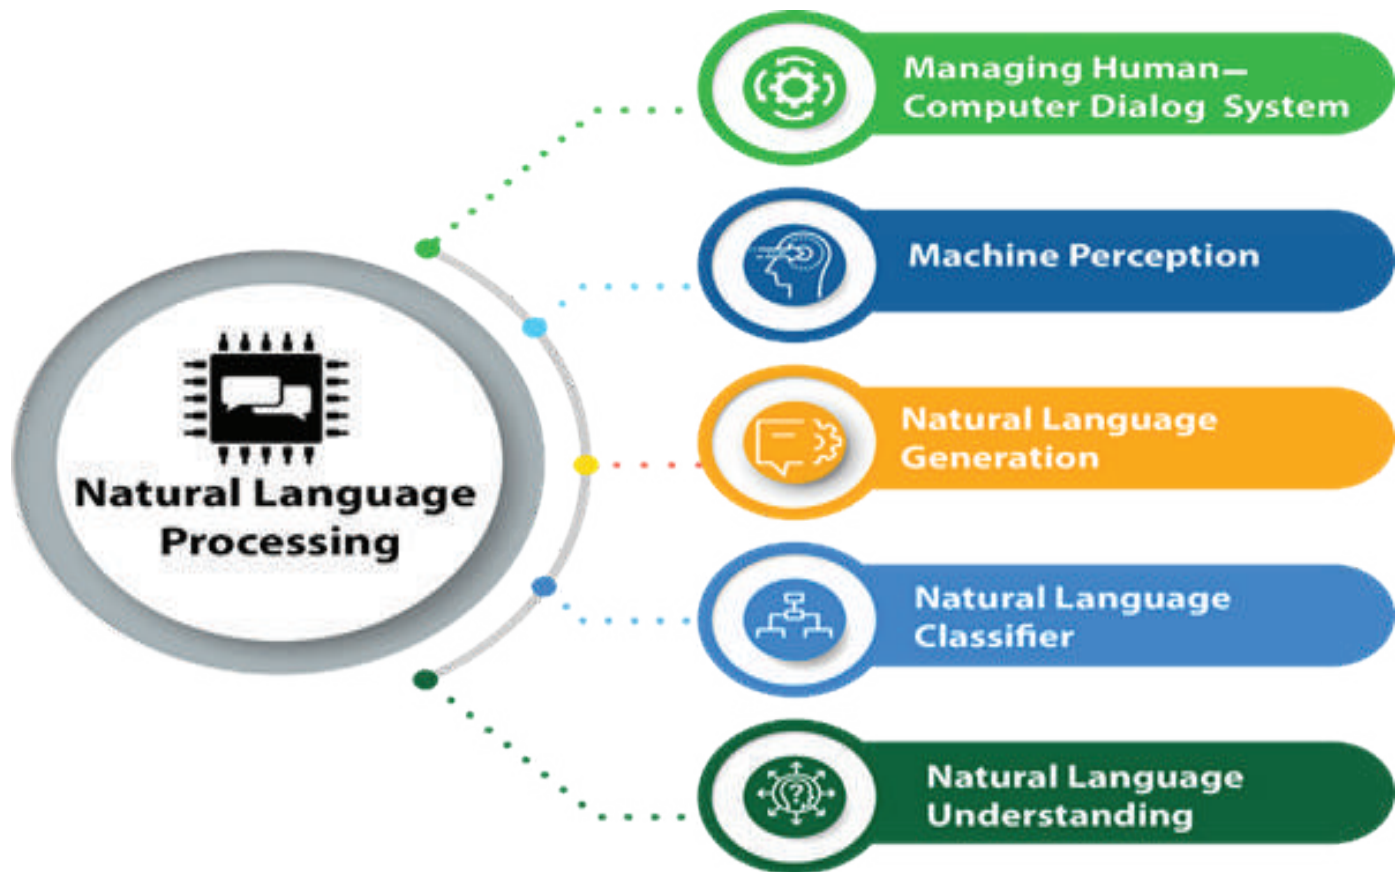 Natural Language
Processing
Managing Human—
Computer Dialog System
Machine Perception
Natural Language
Generation
Natural Language
Classifier
Natural Language
Understanding